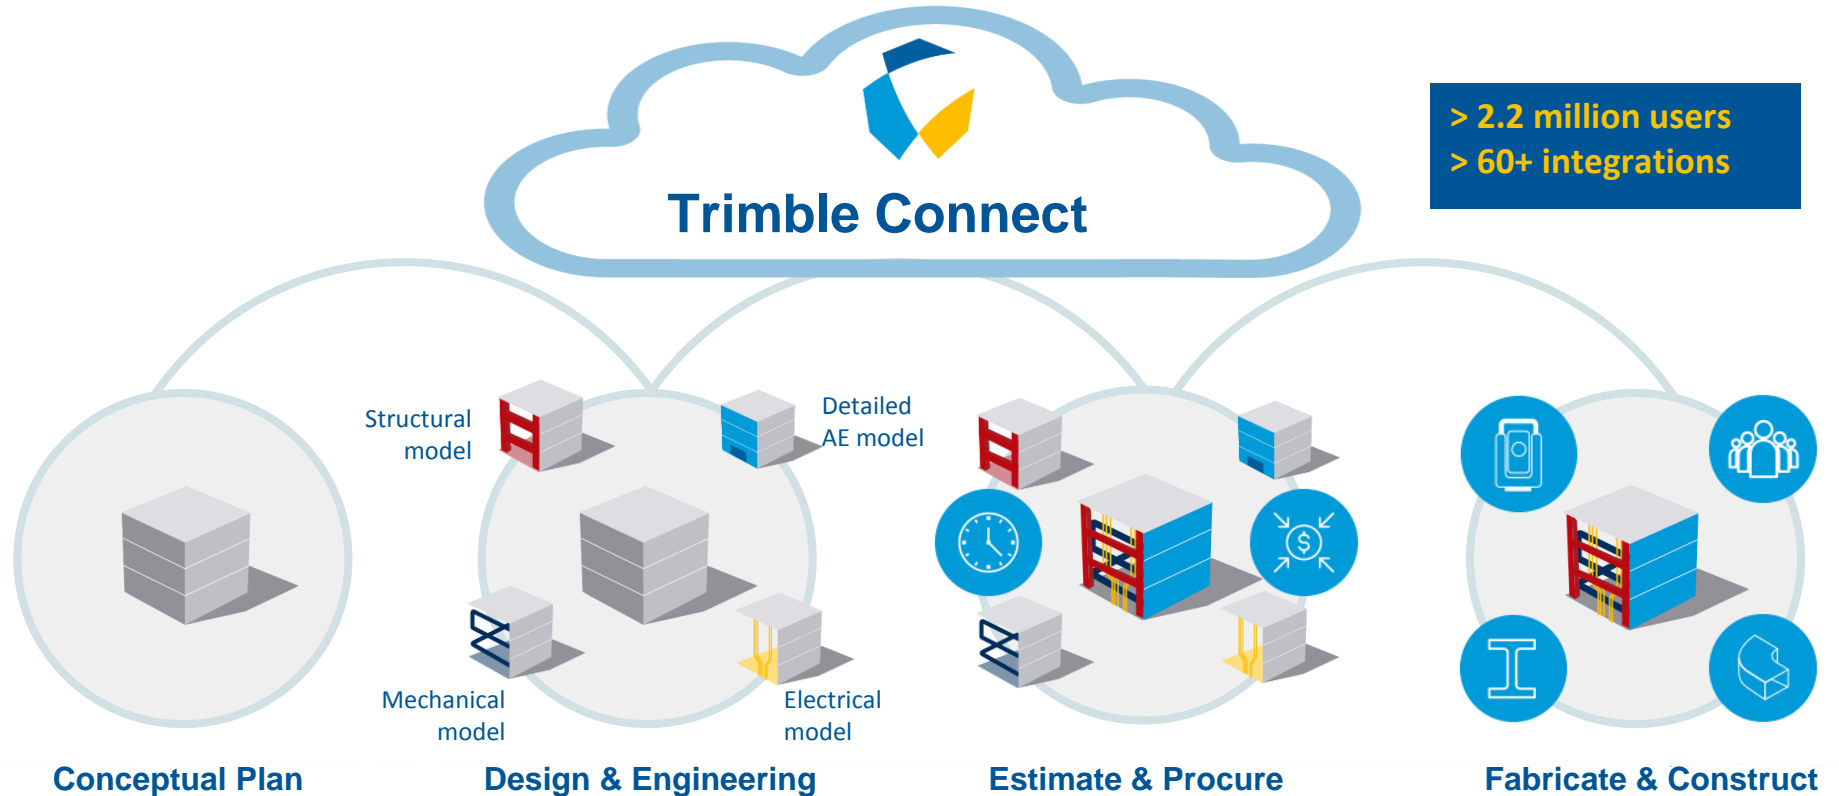 Trimble Connect
> 2.2 million users
> 60+ integrations
Structural
model
Detailed
AE model
Mechanical
model
Electrical
model
$
Conceptual Plan
Design & Engineering
Estimate & Procure
Fabricate & Construct